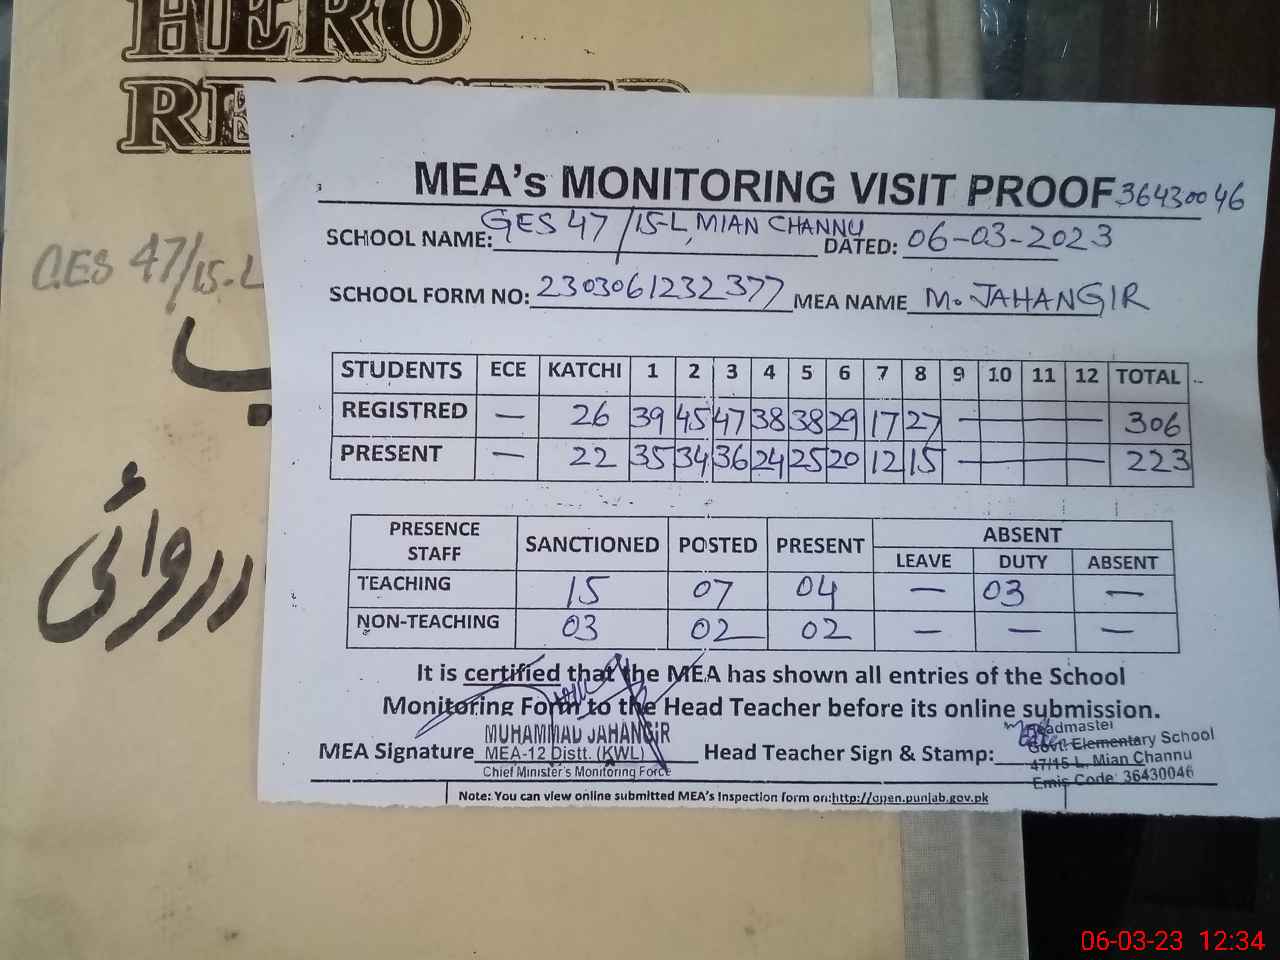 HERO
RE
G.ES 47/15-L
MEA's MONITORING VISIT PROOF 36430046
SCHOOL NAME: GES 47/15-L, MIAN CHANNU DATED: 06-03-2023
SCHOOL FORM NO: 2303061232377 MEA NAME M. JAHANGIR
STUDENTS ECE KATCHI 1 2 3 4 5 6 7 8 9 10 11 12 TOTAL
REGISTRED — 26 39 45 47 38 38 29 17 27 — — — — 306
PRESENT — 22 35 34 36 24 25 20 12 15 — — — — 223
PRESENCE STAFF SANCTIONED POSTED PRESENT ABSENT
LEAVE DUTY ABSENT
TEACHING 15 07 04 — 03 —
NON-TEACHING 03 02 02 — — —
It is certified that the MEA has shown all entries of the School
Monitoring Form to the Head Teacher before its online submission.
MUHAMMAD JAHANGIR
MEA Signature MEA-12 Distt. (KWL)
Chief Minister's Monitoring Force
Head Teacher Sign & Stamp:
Headmaster
Govt: Elementary School
47/15-L, Mian Channu
Emis Code: 36430046
Note: You can view online submitted MEA's Inspection form on:http://open.punjab.gov.pk
06-03-23 12:34